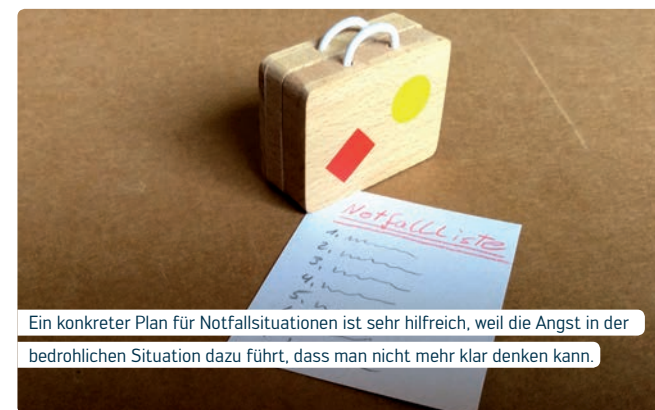 Notfallliste
1.
2.
3.
4.
5.
Ein konkreter Plan für Notfallsituationen ist sehr hilfreich, weil die Angst in der
bedrohlichen Situation dazu führt, dass man nicht mehr klar denken kann.